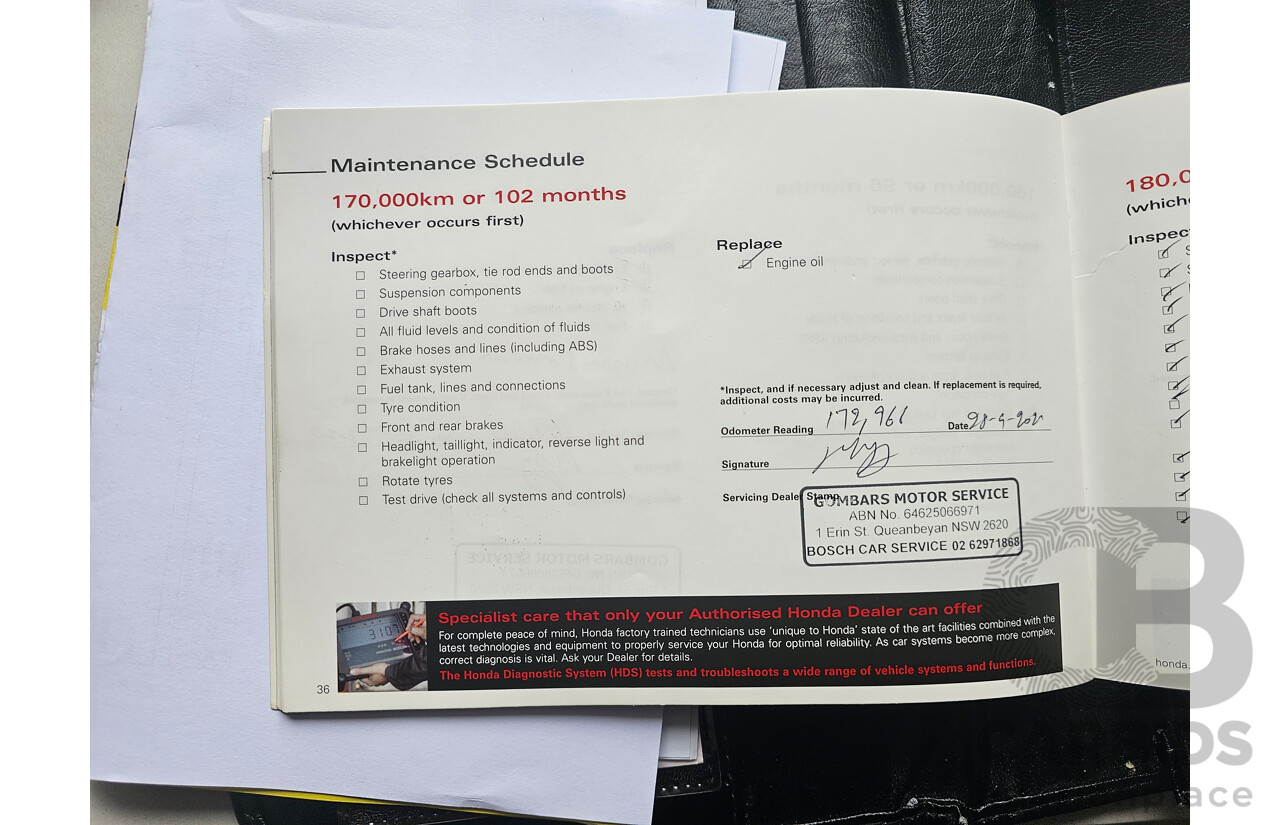 Maintenance Schedule
170,000km or 102 months
(whichever occurs first)
Inspect*
Steering gearbox, tie rod ends and boots
Suspension components
Drive shaft boots
All fluid levels and condition of fluids
Brake hoses and lines (including ABS)
Exhaust system
Fuel tank, lines and connections
Tyre condition
Front and rear brakes
Headlight, taillight, indicator, reverse light and
brakelight operation
Rotate tyres
Test drive (check all systems and controls)
Replace
Engine oil
*Inspect, and if necessary adjust and clean. If replacement is required,
additional costs may be incurred.
Odometer Reading 172,961 Date
Signature
Servicing Dealer Stamp
GOMBARS MOTOR SERVICE
ABN No. 64625066971
1 Erin St. Queanbeyan NSW 2620
BOSCH CAR SERVICE 02 62971868
3103
Specialist care that only your Authorised Honda Dealer can offer
For complete peace of mind, Honda factory trained technicians use 'unique to Honda' state of the art facilities combined with the
latest technologies and equipment to properly service your Honda for optimal reliability. As car systems become more complex,
correct diagnosis is vital. Ask your Dealer for details.
The Honda Diagnostic System (HDS) tests and troubleshoots a wide range of vehicle systems and functions.
36
180,0
(which
Inspec
honda.
place